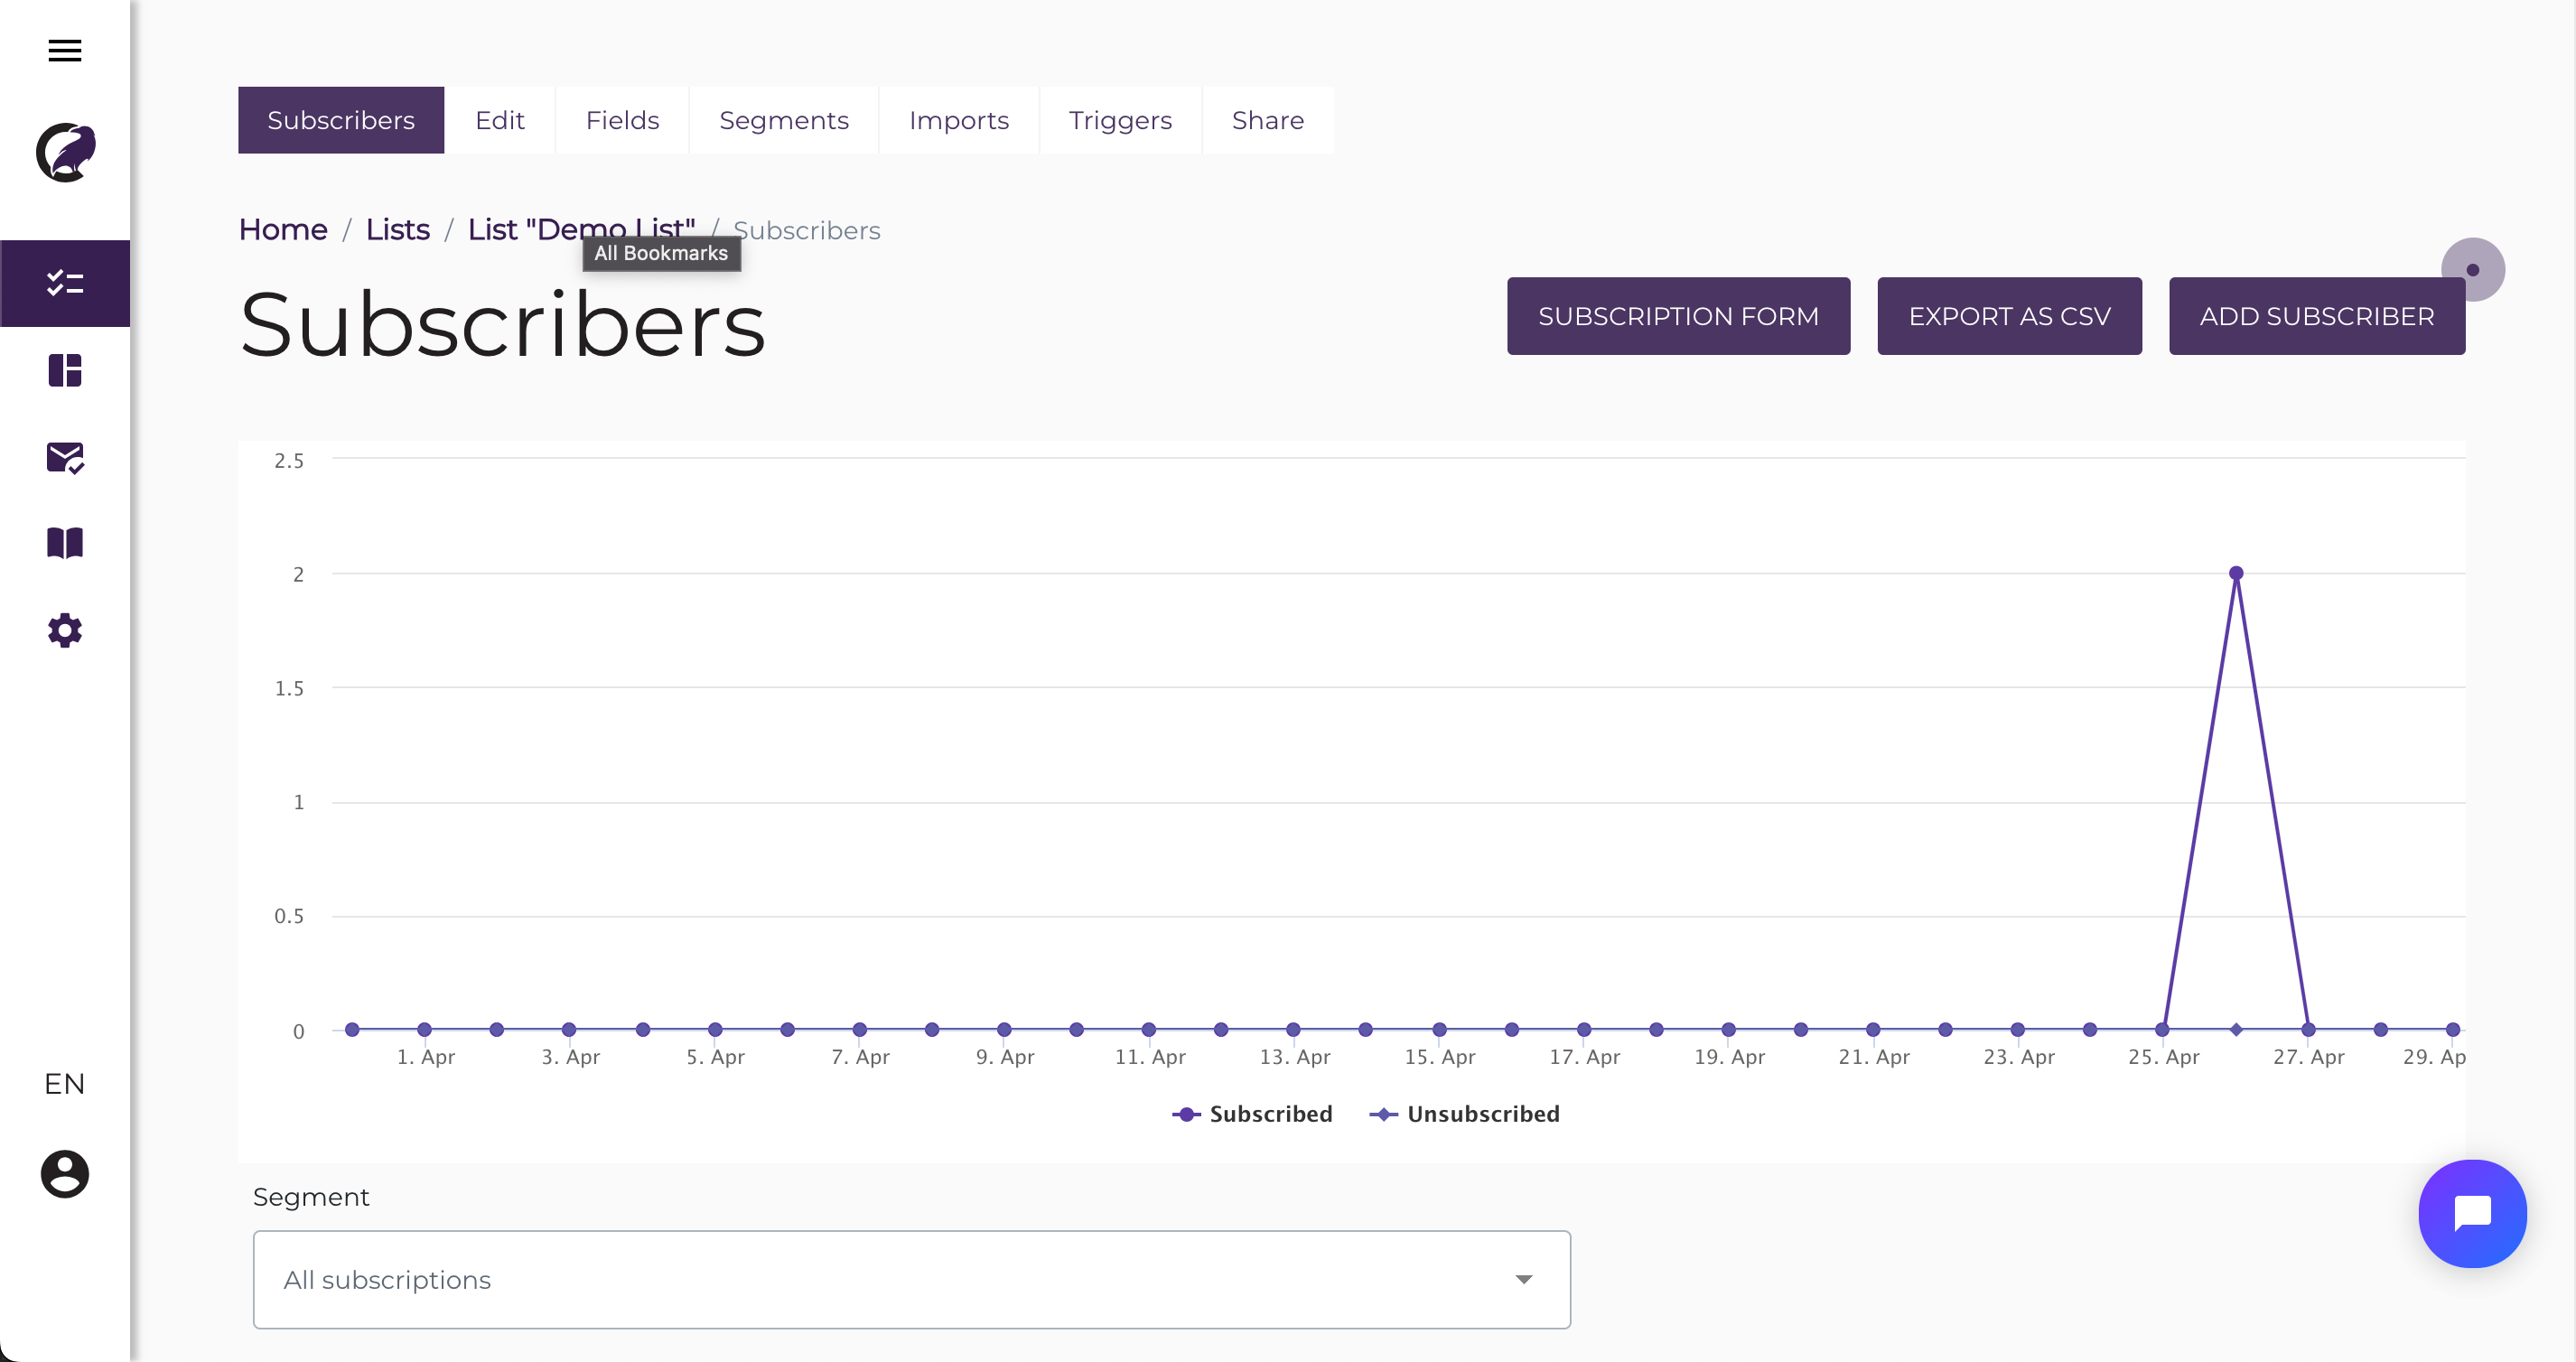 Subscribers Edit Fields Segments Imports Triggers Share
Home / Lists / List "Demo List" / Subscribers
All Bookmarks
Subscribers
SUBSCRIPTION FORM EXPORT AS CSV ADD SUBSCRIBER
2.5
2
1.5
1
0.5
0
1. Apr 3. Apr 5. Apr 7. Apr 9. Apr 11. Apr 13. Apr 15. Apr 17. Apr 19. Apr 21. Apr 23. Apr 25. Apr 27. Apr 29. Ap
Subscribed Unsubscribed
EN
Segment
All subscriptions